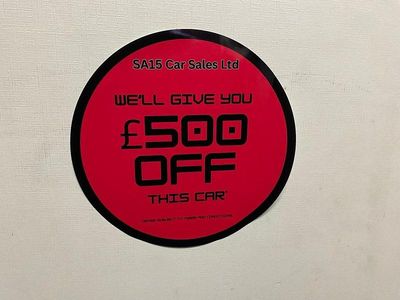 SA15 Car Sales Ltd
WE'LL GIVE YOU
£500
OFF
THIS CAR*